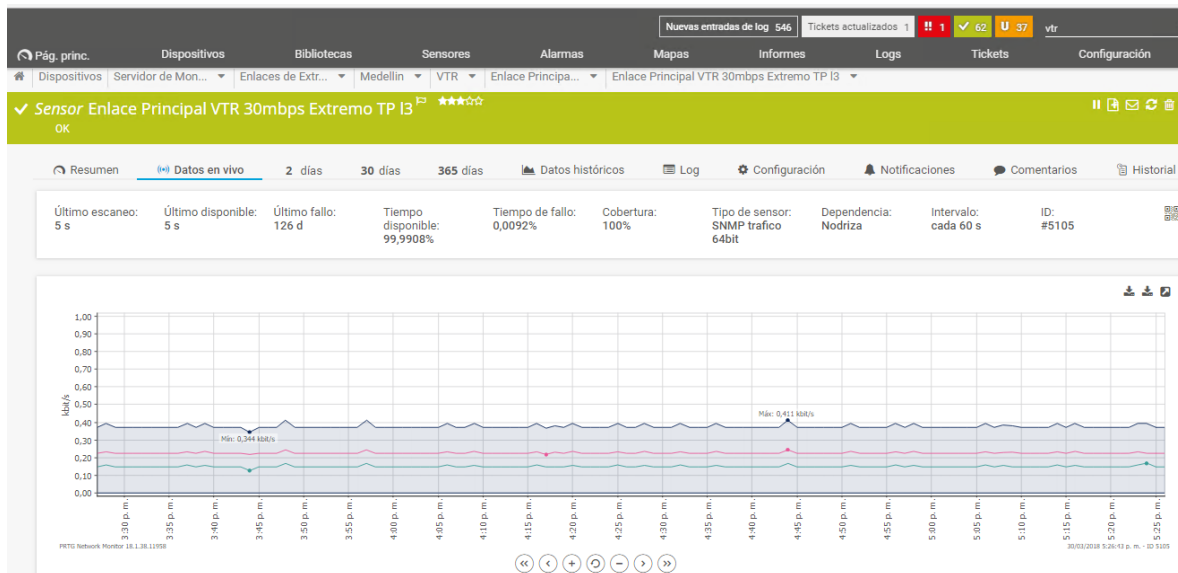 Nuevas entradas de log 546 Tickets actualizados 1 !! 1 62 U 37 vtr
Pág. princ. Dispositivos Bibliotecas Sensores Alarmas Mapas Informes Logs Tickets Configuración
Dispositivos Servidor de Mon... Enlaces de Extr... Medellin VTR Enlace Principa... Enlace Principal VTR 30mbps Extremo TP l3
Sensor Enlace Principal VTR 30mbps Extremo TP l3
OK
Resumen Datos en vivo 2 días 30 días 365 días Datos históricos Log Configuración Notificaciones Comentarios Historial
Último escaneo: Último disponible: Último fallo: Tiempo disponible: Tiempo de fallo: Cobertura: Tipo de sensor: Dependencia: Intervalo: ID:
5 s 5 s 126 d 99,9908% 0,0092% 100% SNMP trafico 64bit Nodriza cada 60 s #5105
1,00
0,90
0,80
0,70
0,60
0,50
0,40
0,30
0,20
0,10
0,00
kbit/s
Máx: 0,411 kbit/s
Mín: 0,344 kbit/s
3:30 p. m. 3:35 p. m. 3:40 p. m. 3:45 p. m. 3:50 p. m. 3:55 p. m. 4:00 p. m. 4:05 p. m. 4:10 p. m. 4:15 p. m. 4:20 p. m. 4:25 p. m. 4:30 p. m. 4:35 p. m. 4:40 p. m. 4:45 p. m. 4:50 p. m. 4:55 p. m. 5:00 p. m. 5:05 p. m. 5:10 p. m. 5:15 p. m. 5:20 p. m. 5:25 p. m.
PRTG Network Monitor 18.1.38.11958 30/03/2018 5:26:43 p. m. - ID 5105